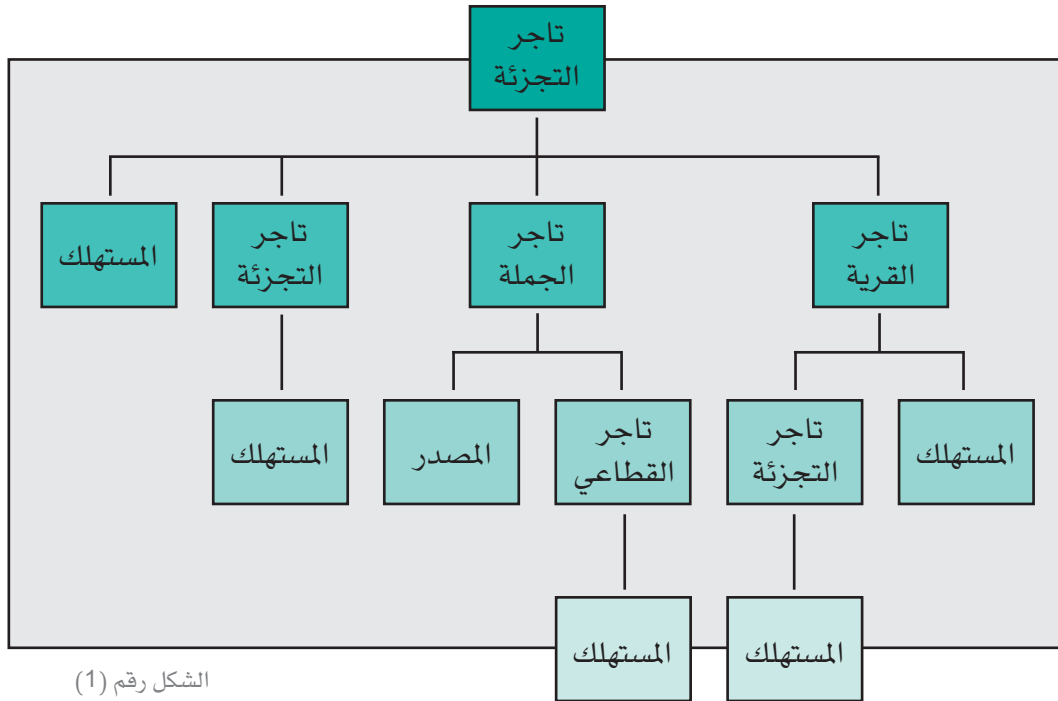 تاجر
التجزئة
تاجر
القرية
تاجر
الجملة
تاجر
التجزئة
المستهلك
المستهلك
تاجر
التجزئة
تاجر
القطاعي
المصدر
المستهلك
المستهلك
المستهلك
الشكل رقم (1)